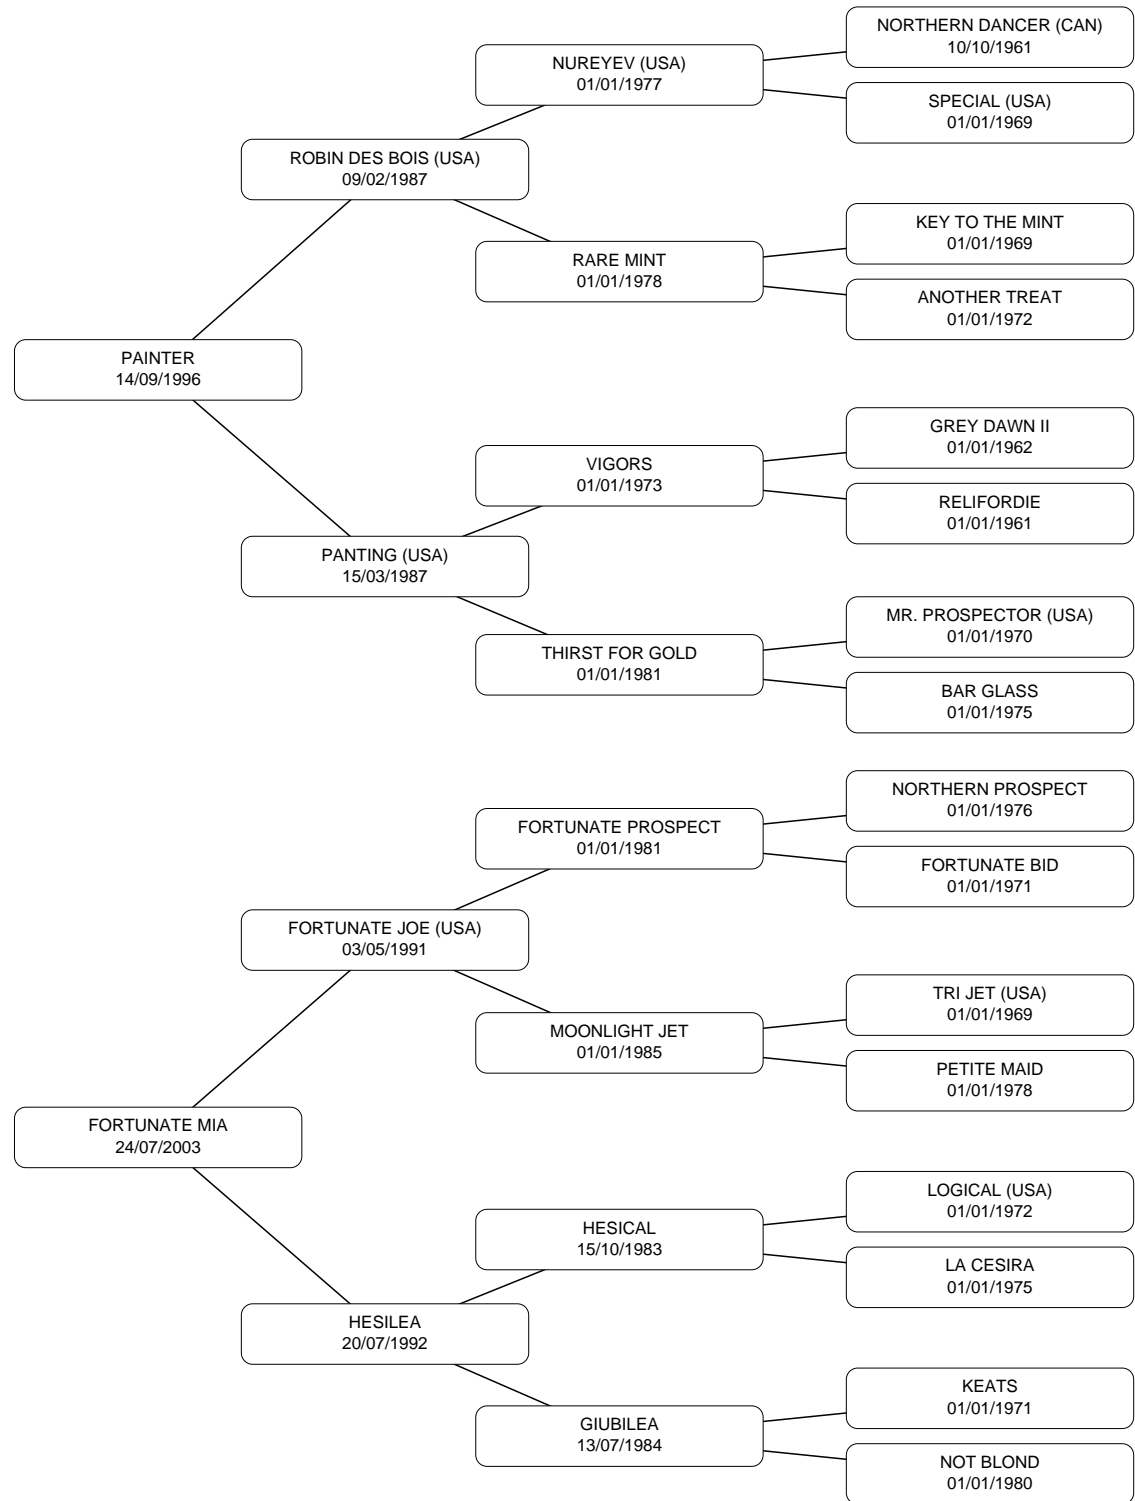 NORTHERN DANCER (CAN)
10/10/1961
NUREYEV (USA)
01/01/1977
SPECIAL (USA)
01/01/1969
ROBIN DES BOIS (USA)
09/02/1987
KEY TO THE MINT
01/01/1969
RARE MINT
01/01/1978
ANOTHER TREAT
01/01/1972
PAINTER
14/09/1996
GREY DAWN II
01/01/1962
VIGORS
01/01/1973
RELIFORDIE
01/01/1961
PANTING (USA)
15/03/1987
MR. PROSPECTOR (USA)
01/01/1970
THIRST FOR GOLD
01/01/1981
BAR GLASS
01/01/1975
NORTHERN PROSPECT
01/01/1976
FORTUNATE PROSPECT
01/01/1981
FORTUNATE BID
01/01/1971
FORTUNATE JOE (USA)
03/05/1991
TRI JET (USA)
01/01/1969
MOONLIGHT JET
01/01/1985
PETITE MAID
01/01/1978
FORTUNATE MIA
24/07/2003
LOGICAL (USA)
01/01/1972
HESICAL
15/10/1983
LA CESIRA
01/01/1975
HESILEA
20/07/1992
KEATS
01/01/1971
GIUBILEA
13/07/1984
NOT BLOND
01/01/1980